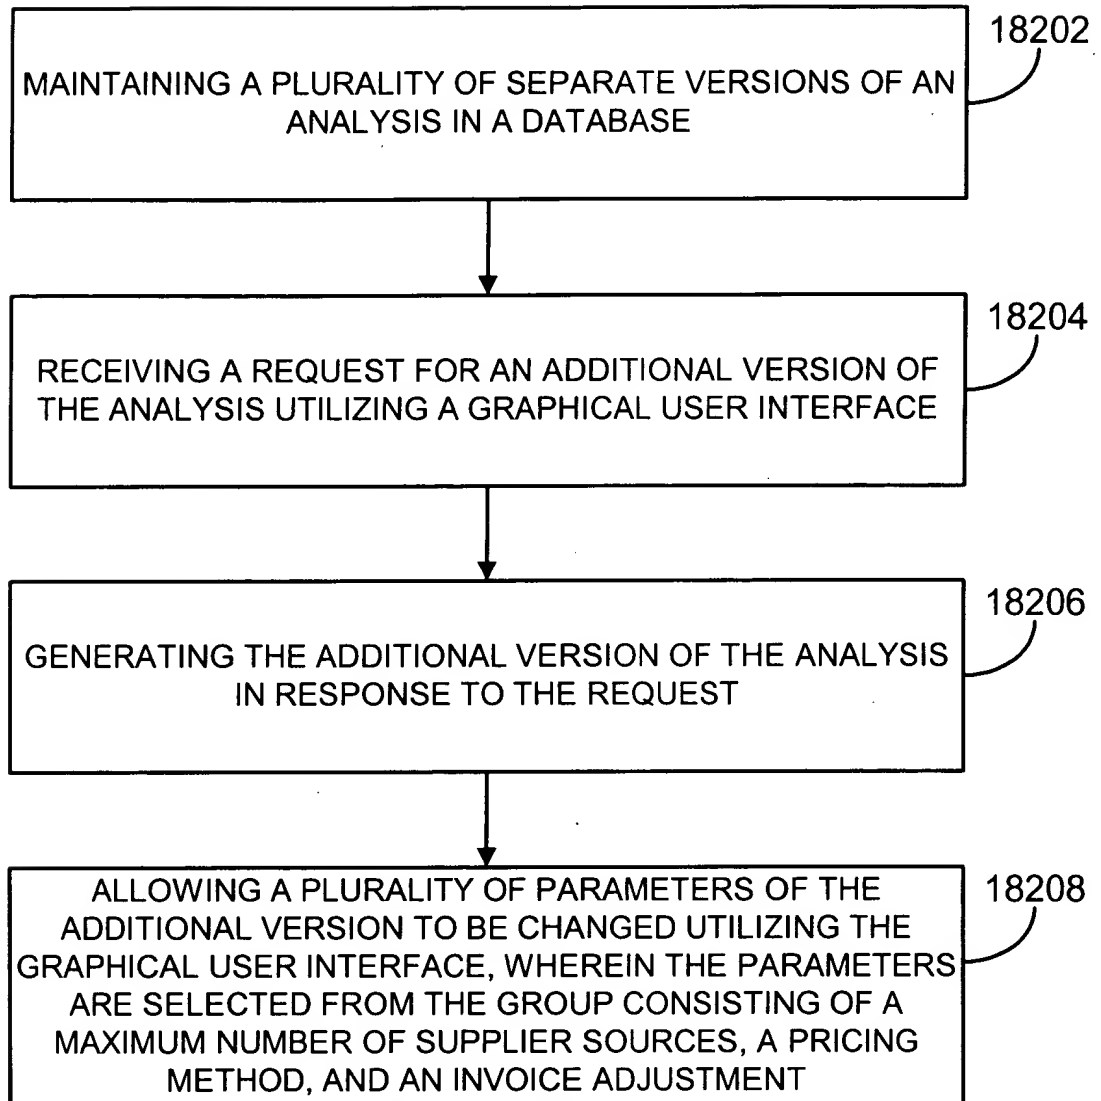 18202
MAINTAINING A PLURALITY OF SEPARATE VERSIONS OF AN
ANALYSIS IN A DATABASE
18204
RECEIVING A REQUEST FOR AN ADDITIONAL VERSION OF
THE ANALYSIS UTILIZING A GRAPHICAL USER INTERFACE
18206
GENERATING THE ADDITIONAL VERSION OF THE ANALYSIS
IN RESPONSE TO THE REQUEST
18208
ALLOWING A PLURALITY OF PARAMETERS OF THE
ADDITIONAL VERSION TO BE CHANGED UTILIZING THE
GRAPHICAL USER INTERFACE, WHEREIN THE PARAMETERS
ARE SELECTED FROM THE GROUP CONSISTING OF A
MAXIMUM NUMBER OF SUPPLIER SOURCES, A PRICING
METHOD, AND AN INVOICE ADJUSTMENT